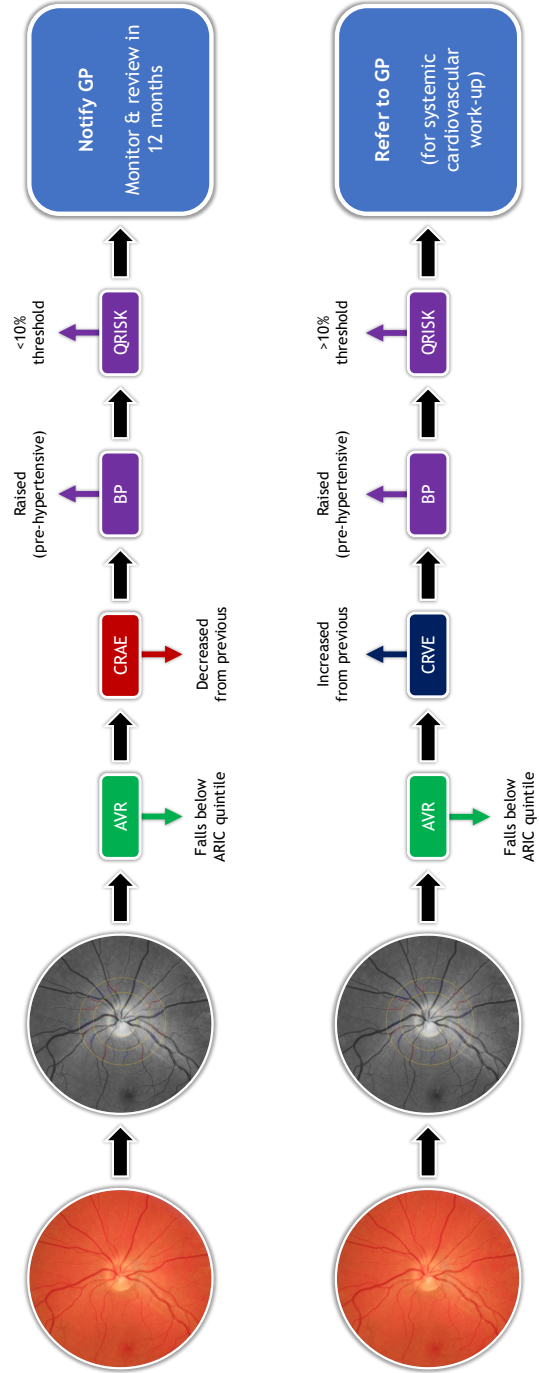 AVR
Falls below
ARIC quintile
CRAE
Decreased
from previous
Raised
(pre-hypertensive)
BP
<10%
threshold
QRISK
Notify GP
Monitor & review in
12 months
AVR
Falls below
ARIC quintile
Increased
from previous
CRVE
Raised
(pre-hypertensive)
BP
>10%
threshold
QRISK
Refer to GP
(for systemic
cardiovascular
work-up)